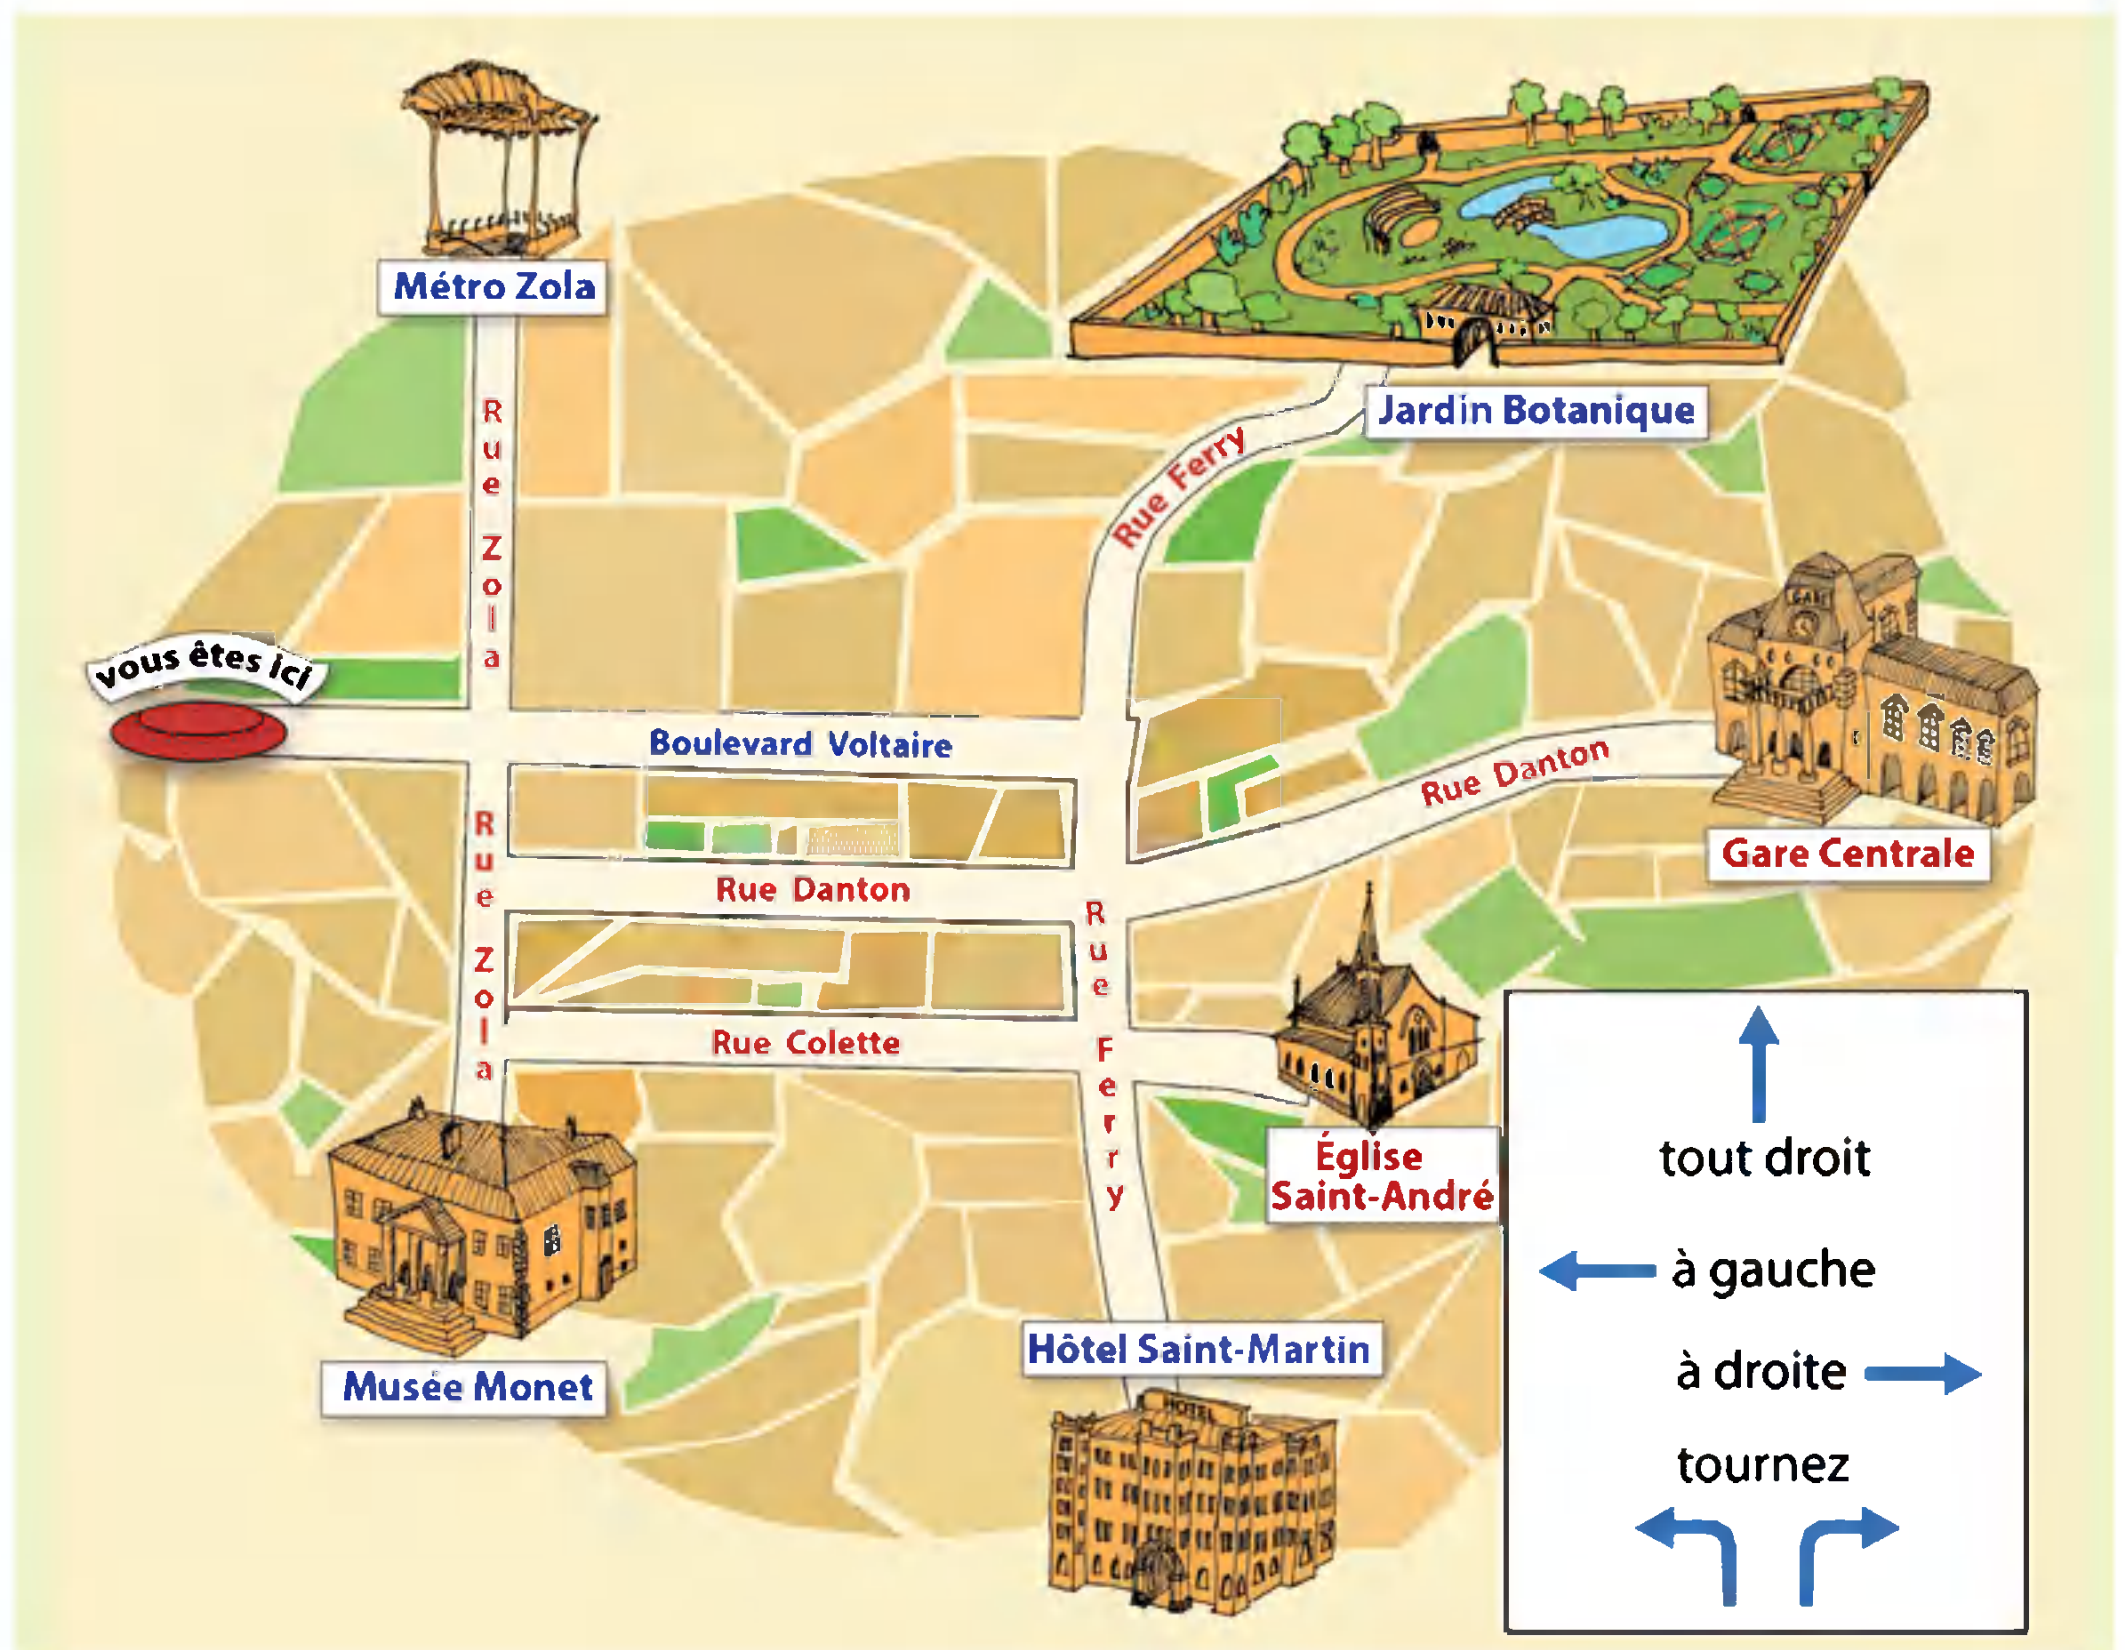 Métro Zola
Jardin Botanique
Rue Zola
Rue Ferry
GARE
vous êtes ici
Boulevard Voltaire
Rue Danton
Gare Centrale
Rue Zola
Rue Danton
Rue Ferry
Rue Colette
Église
Saint-André
Musée Monet
Hôtel Saint-Martin
HOTEL
tout droit
à gauche
à droite
tournez